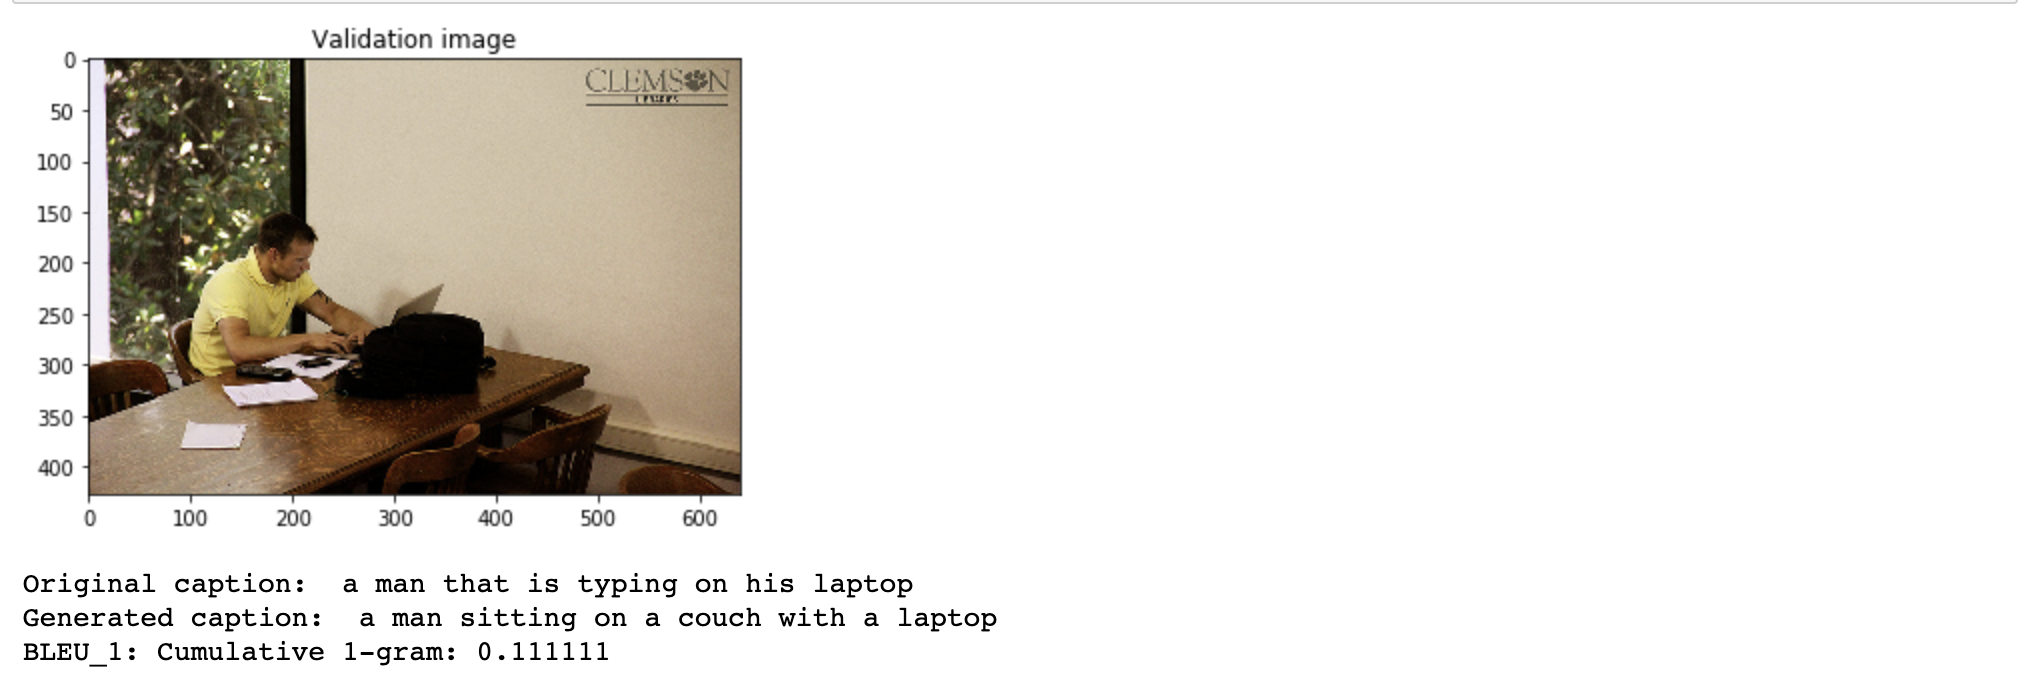 Validation image
0
50
100
150
200
250
300
350
400
CLEMSON
LIBRARIES
0 100 200 300 400 500 600
Original caption:  a man that is typing on his laptop
Generated caption:  a man sitting on a couch with a laptop
BLEU_1: Cumulative 1-gram: 0.111111